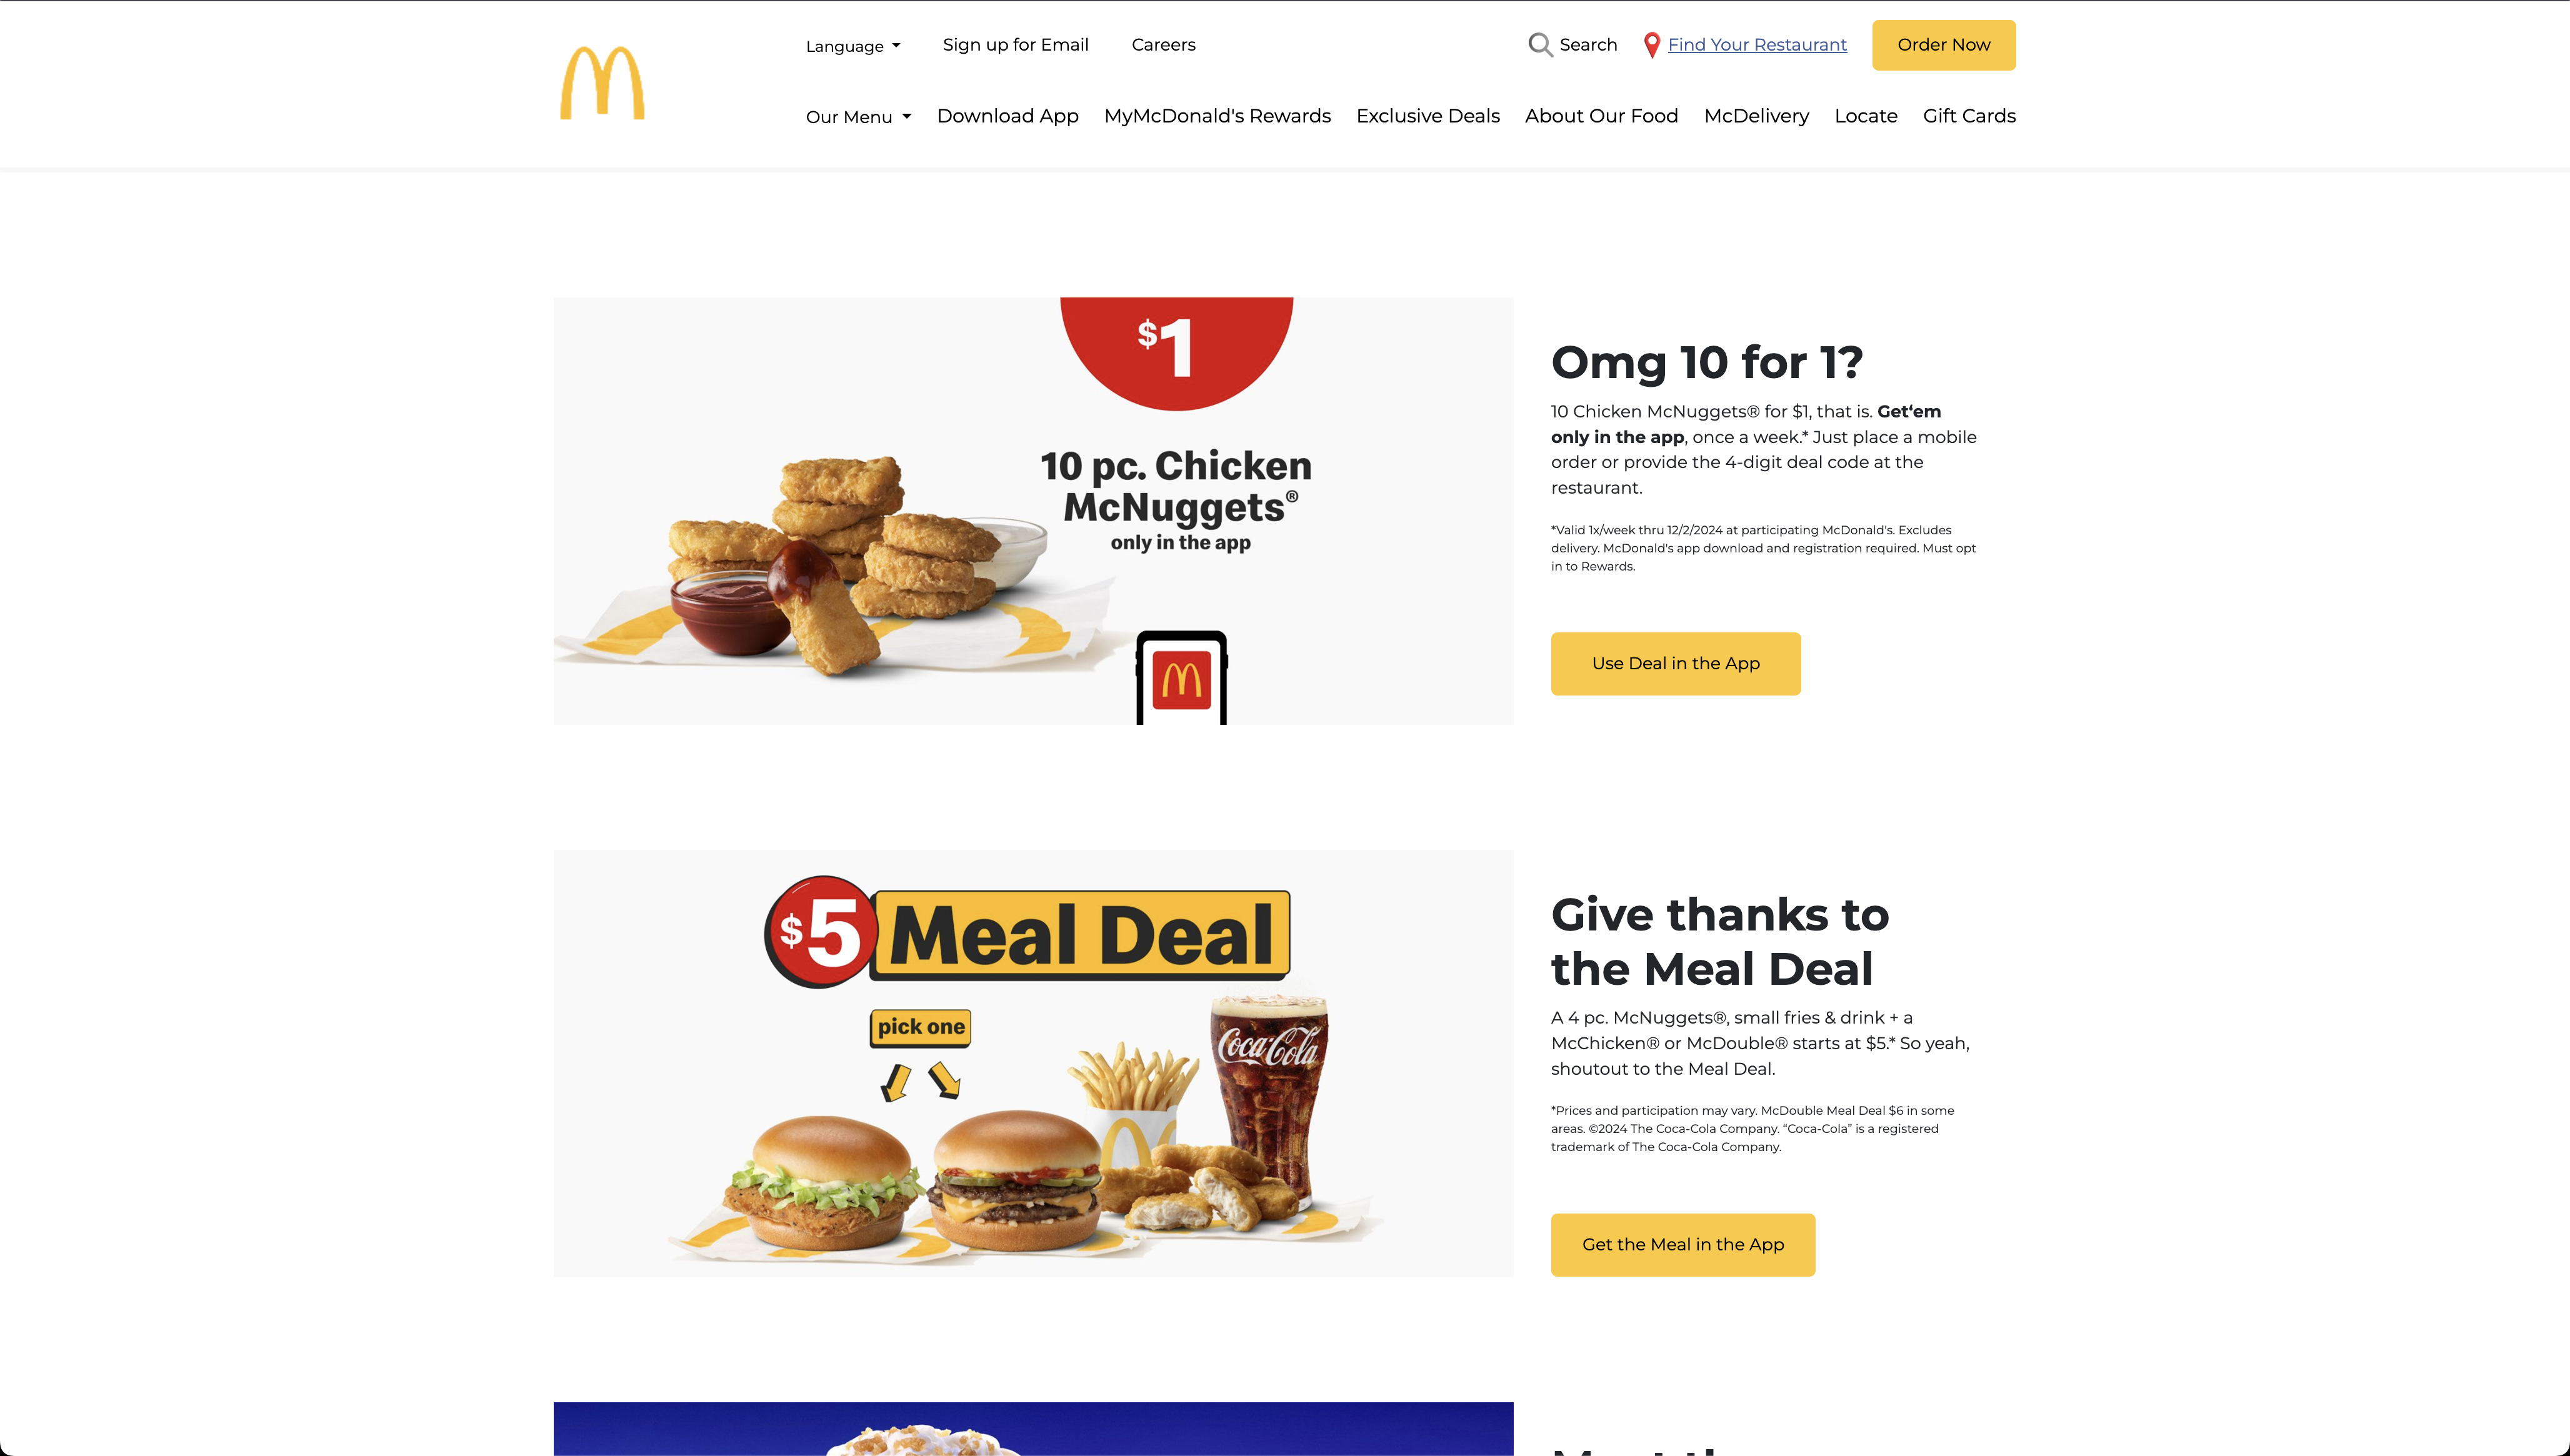 Language
Sign up for Email
Careers
Search
Find Your Restaurant
Order Now
Our Menu
Download App
MyMcDonald's Rewards
Exclusive Deals
About Our Food
McDelivery
Locate
Gift Cards
$1
10 pc. Chicken
McNuggets®
only in the app
Omg 10 for 1?
10 Chicken McNuggets® for $1, that is. Get‘em
only in the app, once a week.* Just place a mobile
order or provide the 4-digit deal code at the
restaurant.
*Valid 1x/week thru 12/2/2024 at participating McDonald's. Excludes
delivery. McDonald's app download and registration required. Must opt
in to Rewards.
Use Deal in the App
$5 Meal Deal
pick one
Coca-Cola
Give thanks to
the Meal Deal
A 4 pc. McNuggets®, small fries & drink + a
McChicken® or McDouble® starts at $5.* So yeah,
shoutout to the Meal Deal.
*Prices and participation may vary. McDouble Meal Deal $6 in some
areas. ©2024 The Coca-Cola Company. “Coca-Cola” is a registered
trademark of The Coca-Cola Company.
Get the Meal in the App